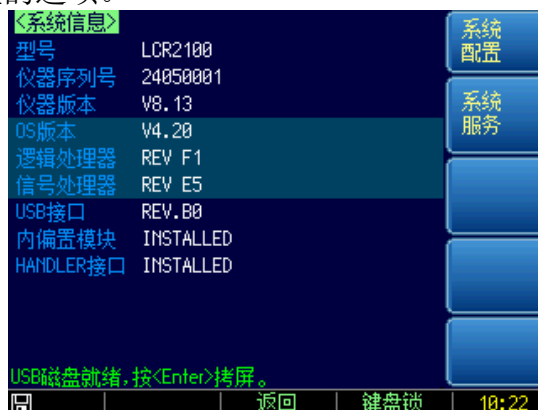 的选项。
<系统信息>
型号 LCR2100
仪器序列号 24050001
仪器版本 V8.13
OS版本 V4.20
逻辑处理器 REV F1
信号处理器 REV E5
USB接口 REV.B0
内偏置模块 INSTALLED
HANDLER接口 INSTALLED
系统
配置
系统
服务
USB磁盘就绪,按<Enter>拷屏。
返回 键盘锁 10:22